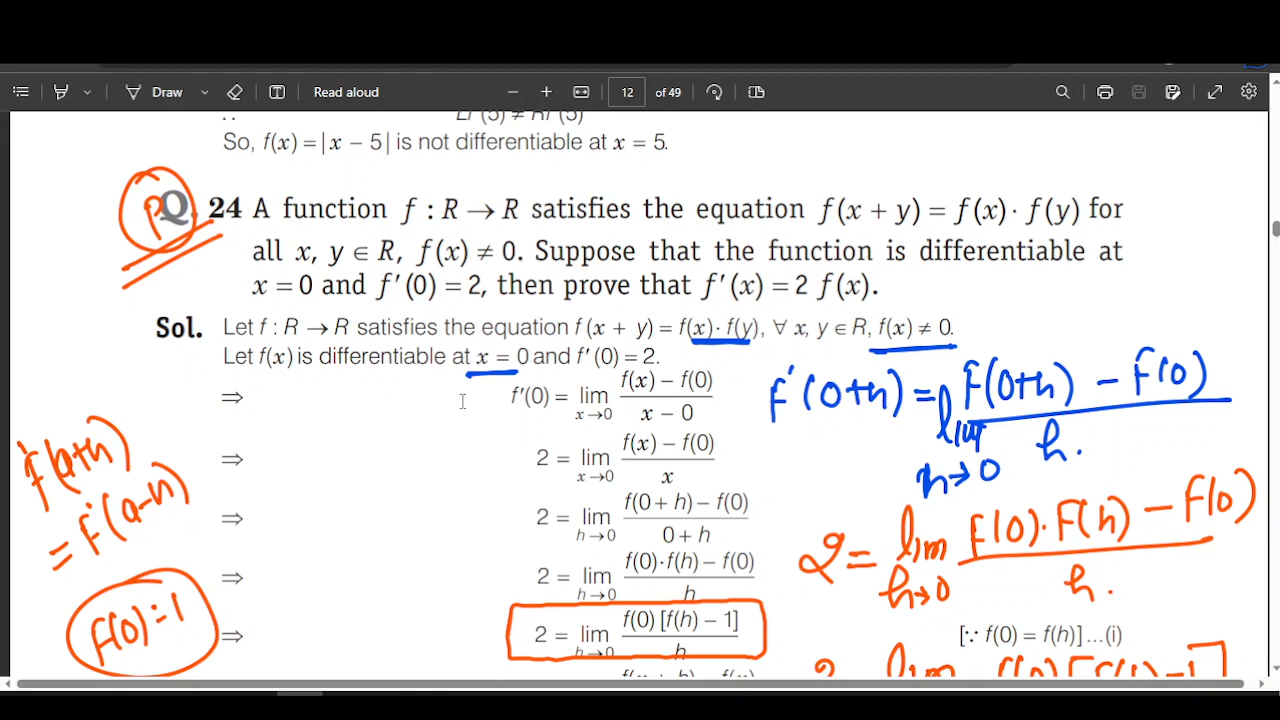 Draw
Read aloud
12 of 49
So, f(x) = |x − 5| is not differentiable at x = 5.
PQ. 24 A function f : R → R satisfies the equation f(x + y) = f(x)· f(y) for
all x, y ∈ R, f(x) ≠ 0. Suppose that the function is differentiable at
x = 0 and f′(0) = 2, then prove that f′(x) = 2 f(x).
Sol. Let f : R → R satisfies the equation f(x + y) = f(x)· f(y), ∀ x, y ∈ R, f(x) ≠ 0.
Let f(x) is differentiable at x = 0 and f′(0) = 2.
⇒ f′(0) = lim x→0 f(x) − f(0) / x − 0
f'(0+h) = lim h→0 f(0+h) − f(0) / h.
⇒ 2 = lim x→0 f(x) − f(0) / x
f'(a+h)
= f'(a−h)
⇒ 2 = lim h→0 f(0 + h) − f(0) / 0 + h
2 = lim h→0 f(0)·f(h) − f(0) / h.
⇒ 2 = lim h→0 f(0)·f(h) − f(0) / h
f(0)=1
⇒ 2 = lim h→0 f(0) [f(h) − 1] / h
[∵ f(0) = f(h)] ...(i)